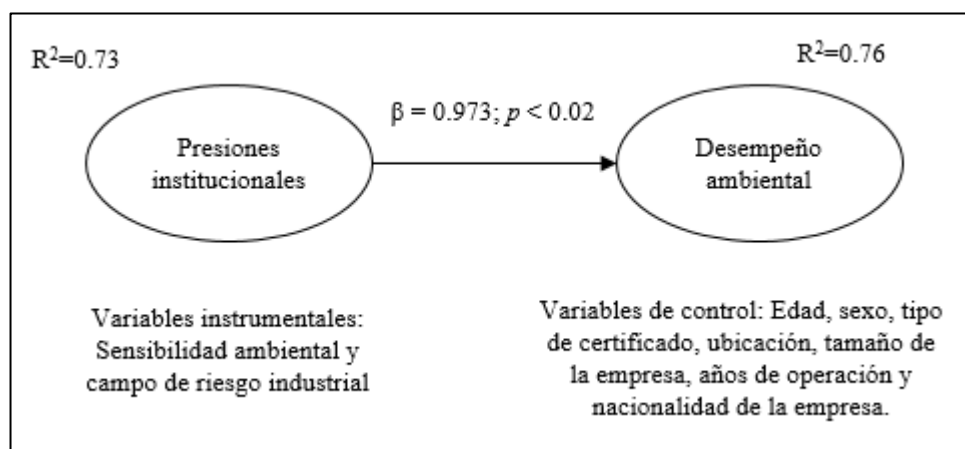 R²=0.73
R²=0.76
β = 0.973; p < 0.02
Presiones
institucionales
Desempeño
ambiental
Variables instrumentales:
Sensibilidad ambiental y
campo de riesgo industrial
Variables de control: Edad, sexo, tipo
de certificado, ubicación, tamaño de
la empresa, años de operación y
nacionalidad de la empresa.